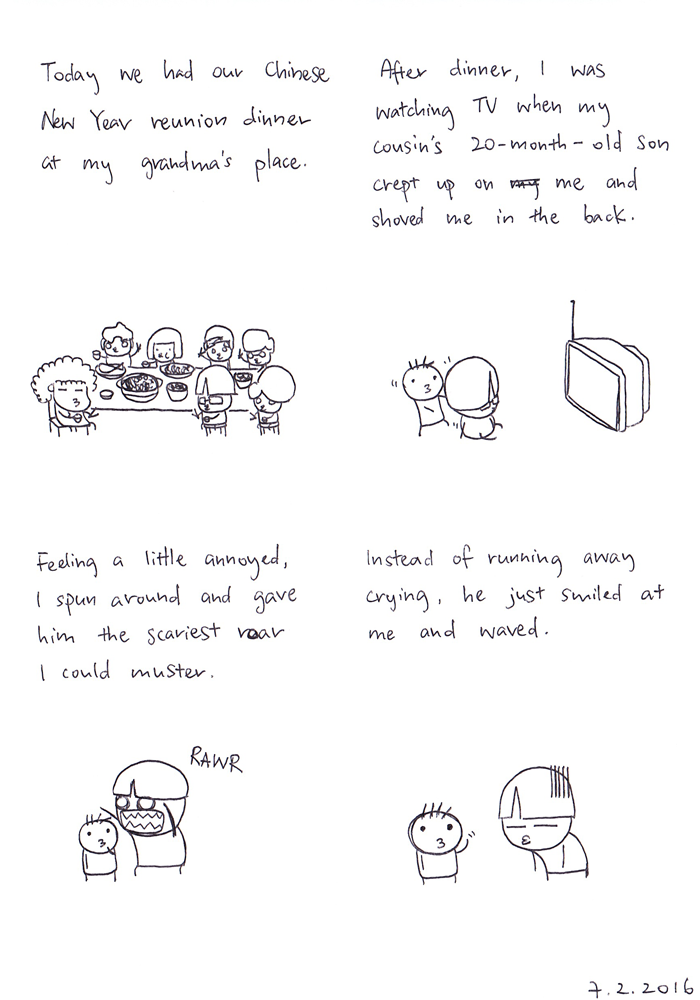 Today we had our Chinese
New Year reunion dinner
at my grandma's place.
After dinner, I was
watching TV when my
cousin's 20-month-old son
crept up on my me and
shoved me in the back.
Feeling a little annoyed,
I spun around and gave
him the scariest roar
I could muster.
RAWR
Instead of running away
crying, he just smiled at
me and waved.
7.2.2016